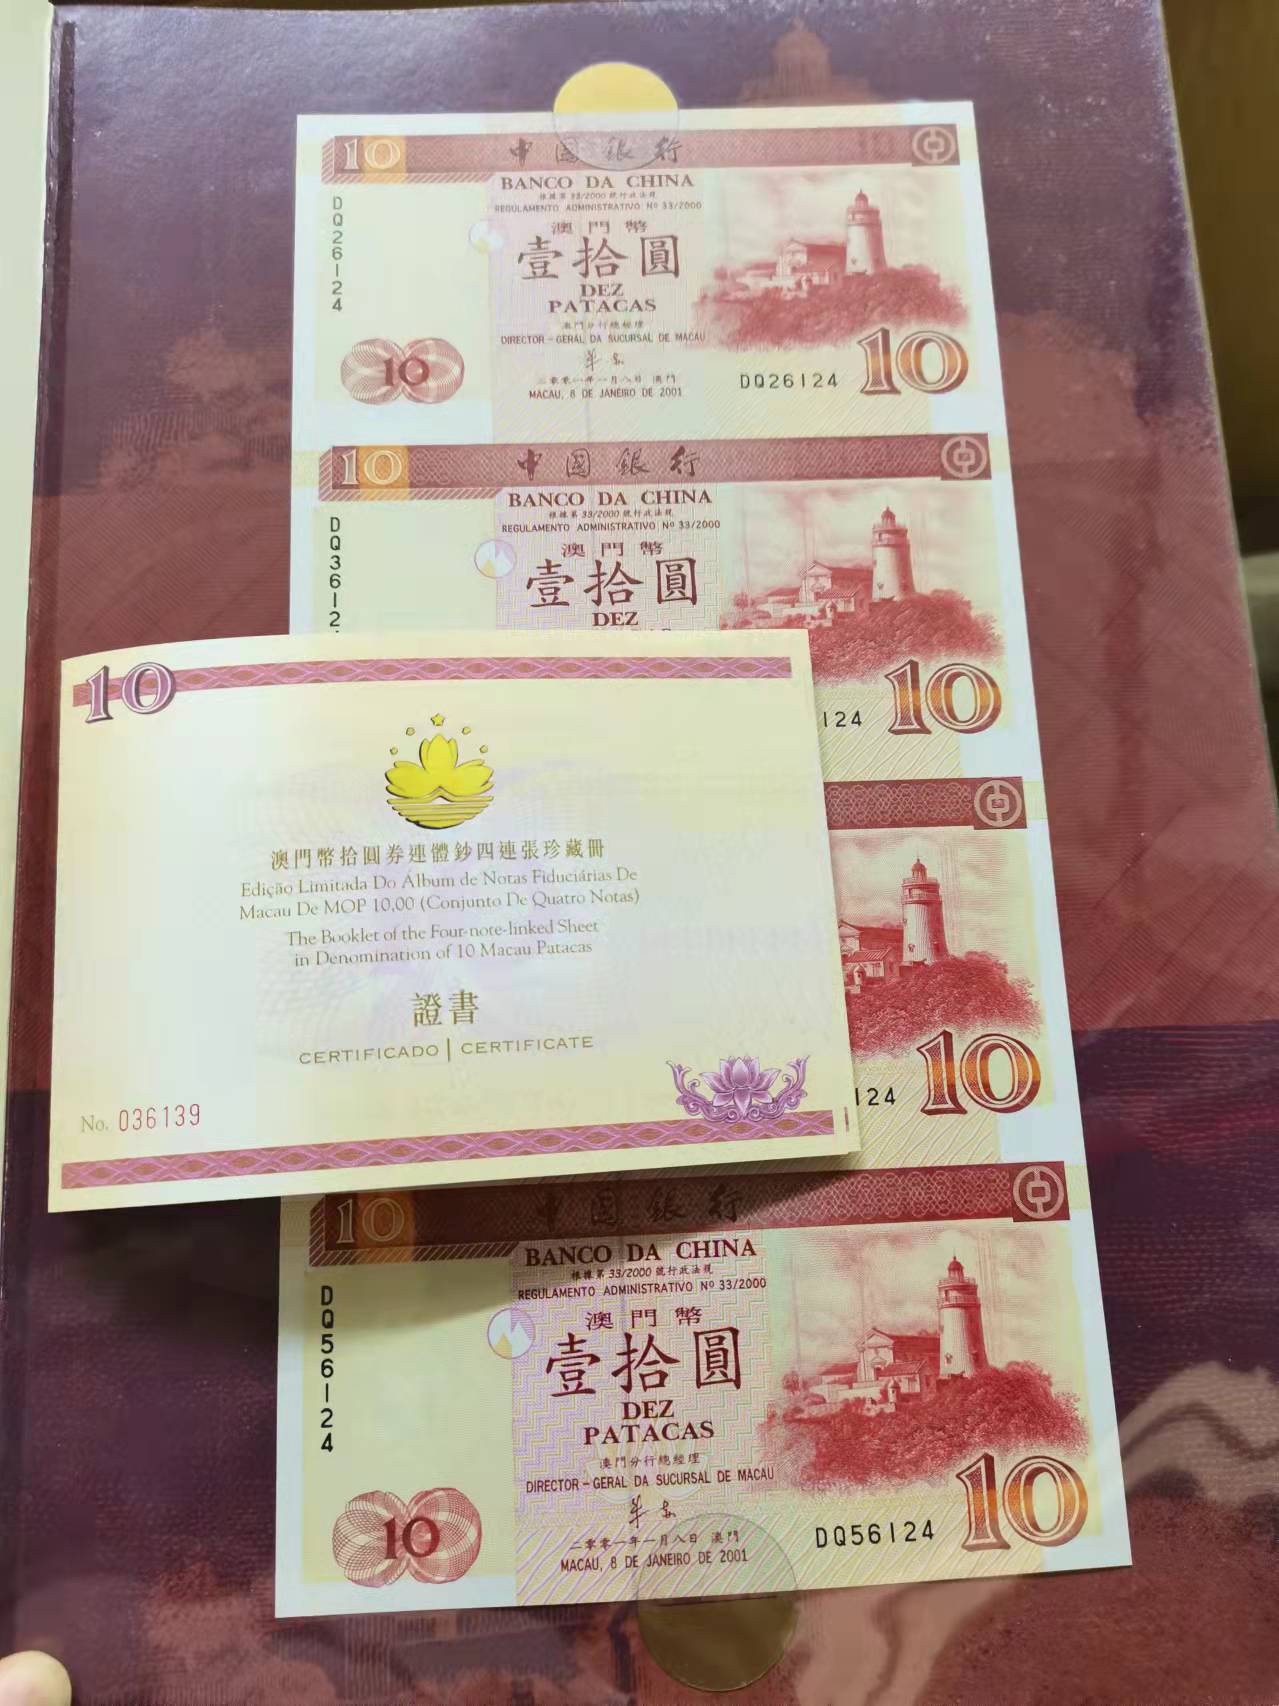 10 中國銀行
BANCO DA CHINA
根據第33/2000號行政法規
REGULAMENTO ADMINISTRATIVO Nº 33/2000
澳門幣
壹拾圓
DEZ
PATACAS
澳門分行總經理
DIRECTOR-GERAL DA SUCURSAL DE MACAU
二零零一年一月八日 澳門
MACAU, 8 DE JANEIRO DE 2001
DQ26124
10
DQ26124
10
10 中國銀行
BANCO DA CHINA
根據第33/2000號行政法規
REGULAMENTO ADMINISTRATIVO Nº 33/2000
澳門幣
壹拾圓
DEZ
DQ3612
124
10
10
澳門幣拾圓券連體鈔四連張珍藏冊
Edição Limitada Do Álbum de Notas Fiduciárias De
Macau De MOP 10,00 (Conjunto De Quatro Notas)
The Booklet of the Four-note-linked Sheet
in Denomination of 10 Macau Patacas
證書
CERTIFICADO | CERTIFICATE
No. 036139
124
10
10 中國銀行
BANCO DA CHINA
根據第33/2000號行政法規
REGULAMENTO ADMINISTRATIVO Nº 33/2000
澳門幣
壹拾圓
DEZ
PATACAS
澳門分行總經理
DIRECTOR-GERAL DA SUCURSAL DE MACAU
二零零一年一月八日 澳門
MACAU, 8 DE JANEIRO DE 2001
DQ56124
10
DQ56124
10